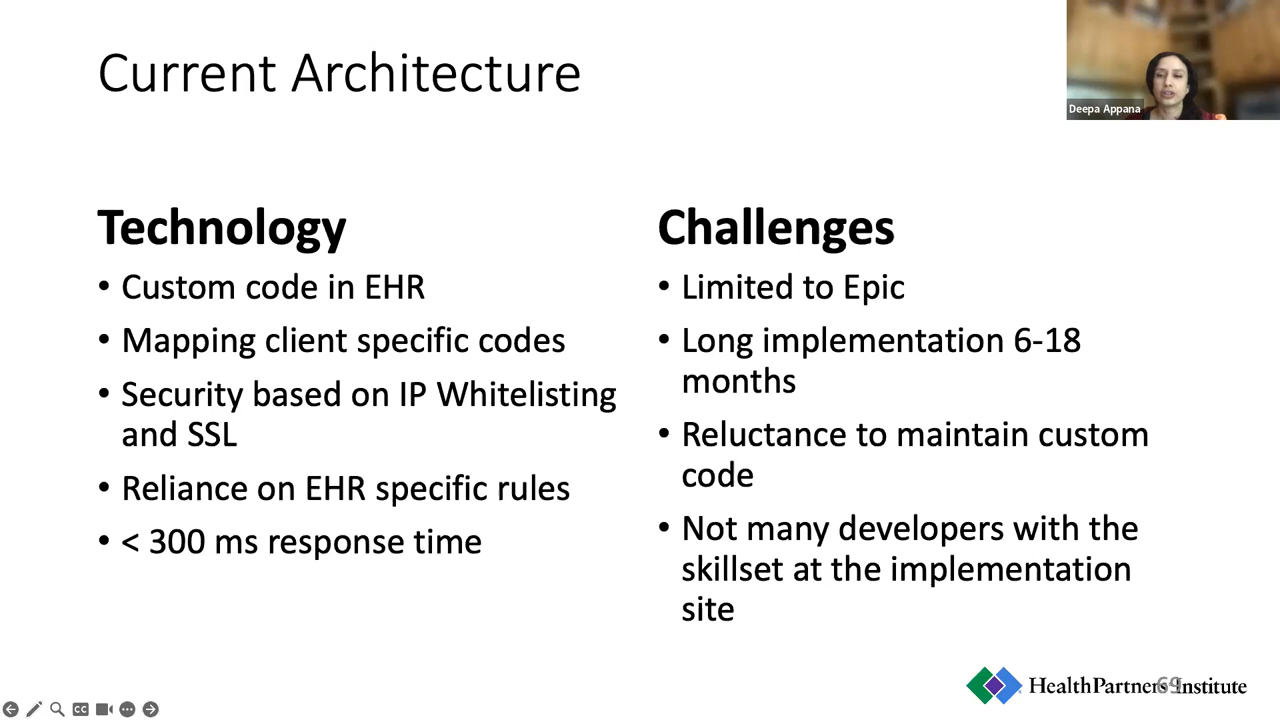 Current Architecture
Deepa Appana
Technology
• Custom code in EHR
• Mapping client specific codes
• Security based on IP Whitelisting
and SSL
• Reliance on EHR specific rules
• < 300 ms response time
Challenges
• Limited to Epic
• Long implementation 6-18
months
• Reluctance to maintain custom
code
• Not many developers with the
skillset at the implementation
site
HealthPartners Institute
69
CC